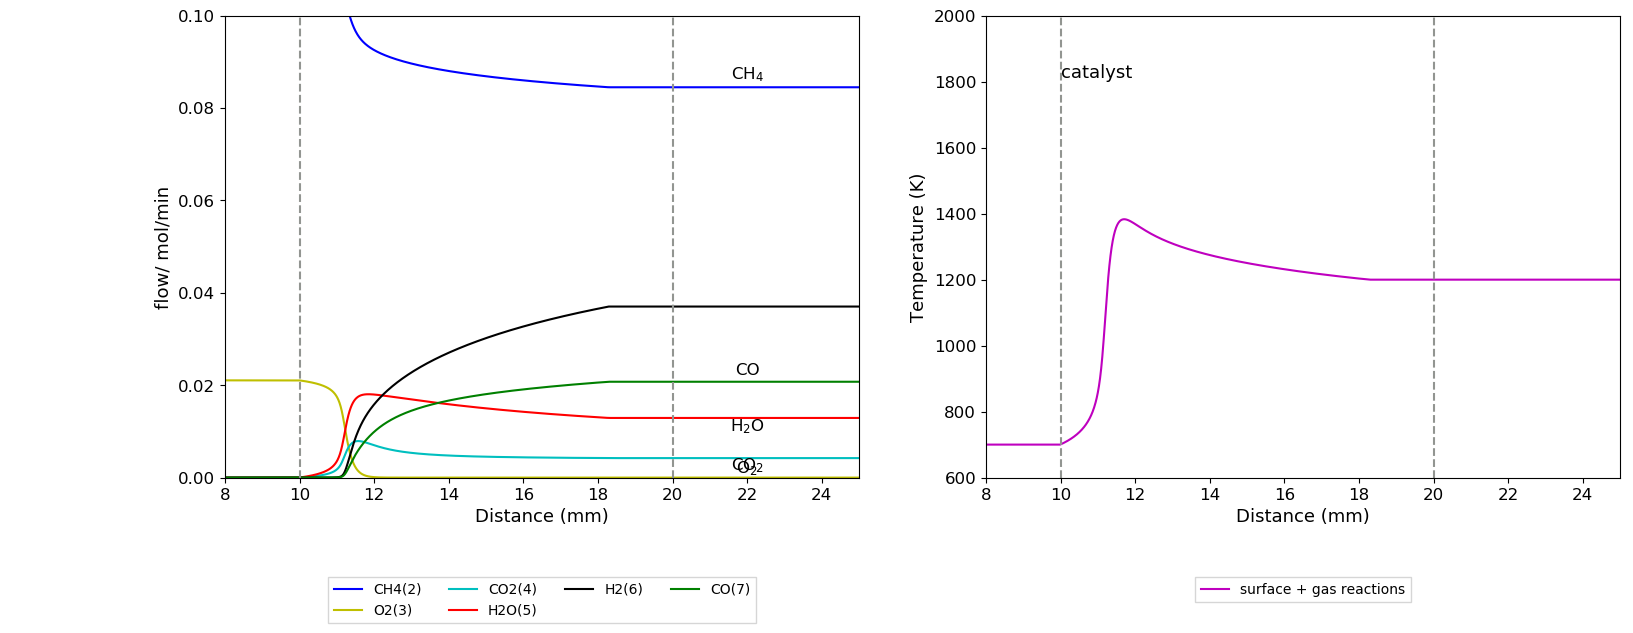 0.10
0.08
0.06
0.04
0.02
0.00
flow/ mol/min
CH₄
CO
H₂O
CO₂
O₂
8 10 12 14 16 18 20 22 24
Distance (mm)
CH4(2) CO2(4) H2(6) CO(7)
O2(3) H2O(5)
2000
1800
1600
1400
1200
1000
800
600
Temperature (K)
catalyst
8 10 12 14 16 18 20 22 24
Distance (mm)
surface + gas reactions